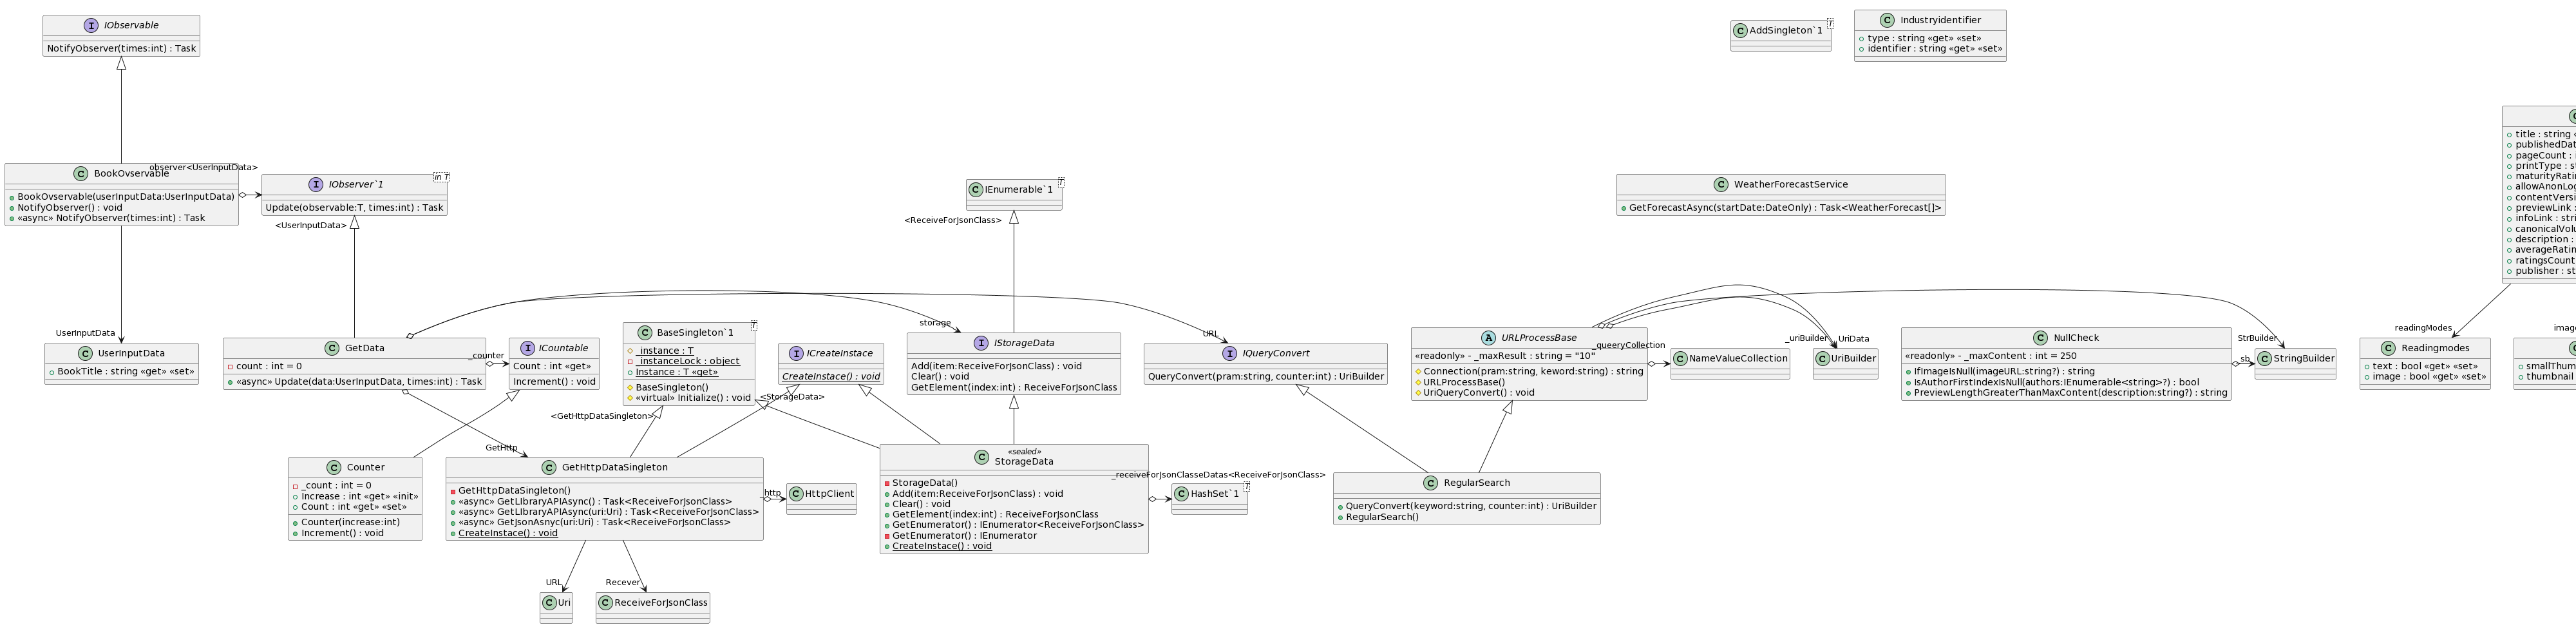 I IObservable
NotifyObserver(times:int) : Task
C AddSingleton`1
T
C Industryidentifier
type : string «get» «set»
identifier : string «get» «set»
C BookOvservable
observer<UserInputData>
BookOvservable(userInputData:UserInputData)
NotifyObserver() : void
«async» NotifyObserver(times:int) : Task
I IObserver`1
in T
Update(observable:T, times:int) : Task
<UserInputData>
C IEnumerable`1
T
<ReceiveForJsonClass>
C WeatherForecastService
GetForecastAsync(startDate:DateOnly) : Task<WeatherForecast[]>
title : string
publishedDat
pageCount :
printType : s
maturityRati
allowAnonLo
contentVersi
previewLink :
infoLink : stri
canonicalVolu
description :
averageRatin
ratingsCount
publisher : st
UserInputData
C UserInputData
BookTitle : string «get» «set»
C GetData
count : int = 0
«async» Update(data:UserInputData, times:int) : Task
_counter
I ICountable
Count : int «get»
Increment() : void
C BaseSingleton`1
T
_instance : T
_instanceLock : object
Instance : T «get»
BaseSingleton()
«virtual» Initialize() : void
<GetHttpDataSingleton>
I ICreateInstace
CreateInstace() : void
<StorageData>
storage
I IStorageData
Add(item:ReceiveForJsonClass) : void
Clear() : void
GetElement(index:int) : ReceiveForJsonClass
URL
I IQueryConvert
QueryConvert(pram:string, counter:int) : UriBuilder
A URLProcessBase
«readonly» - _maxResult : string = "10"
Connection(pram:string, keword:string) : string
URLProcessBase()
UriQueryConvert() : void
_queeryCollection
C NameValueCollection
_uriBuilder
UriData
C UriBuilder
C NullCheck
«readonly» - _maxContent : int = 250
IfImageIsNull(imageURL:string?) : string
IsAuthorFirstIndexIsNull(authors:IEnumerable<string>?) : bool
PreviewLengthGreaterThanMaxContent(description:string?) : string
StrBuilder
_sb
C StringBuilder
readingModes
C Readingmodes
text : bool «get» «set»
image : bool «get» «set»
imag
smallThum
thumbnail
C Counter
_count : int = 0
Increase : int «get» «init»
Count : int «get» «set»
Counter(increase:int)
Increment() : void
GetHttp
C GetHttpDataSingleton
GetHttpDataSingleton()
«async» GetLIbraryAPIAsync() : Task<ReceiveForJsonClass>
«async» GetLIbraryAPIAsync(uri:Uri) : Task<ReceiveForJsonClass>
«async» GetJsonAsnyc(uri:Uri) : Task<ReceiveForJsonClass>
CreateInstace() : void
_http
C HttpClient
«sealed»
C StorageData
StorageData()
Add(item:ReceiveForJsonClass) : void
Clear() : void
GetElement(index:int) : ReceiveForJsonClass
GetEnumerator() : IEnumerator<ReceiveForJsonClass>
GetEnumerator() : IEnumerator
CreateInstace() : void
_receiveForJsonClasseDatas<ReceiveForJsonClass>
C HashSet`1
T
C RegularSearch
QueryConvert(keyword:string, counter:int) : UriBuilder
RegularSearch()
URL
C Uri
Recever
C ReceiveForJsonClass